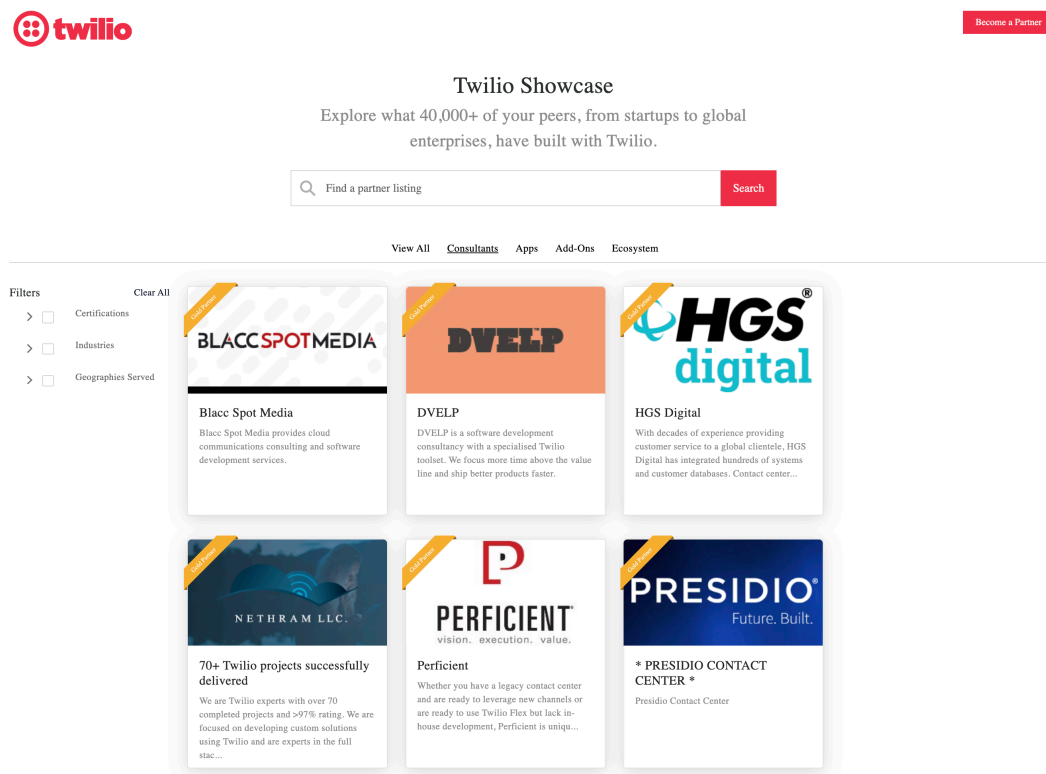 twilio
Become a Partner
Twilio Showcase
Explore what 40,000+ of your peers, from startups to global
enterprises, have built with Twilio.
Find a partner listing
Search
View All Consultants Apps Add-Ons Ecosystem
Filters Clear All
Certifications
Industries
Geographies Served
Gold Partner
BLACCSPOTMEDIA
Blacc Spot Media
Blacc Spot Media provides cloud
communications consulting and software
development services.
Gold Partner
DVELP
DVELP
DVELP is a software development
consultancy with a specialised Twilio
toolset. We focus more time above the value
line and ship better products faster.
Gold Partner
HGS®
digital
HGS Digital
With decades of experience providing
customer service to a global clientele, HGS
Digital has integrated hundreds of systems
and customer databases. Contact center...
Gold Partner
NETHRAM LLC.
70+ Twilio projects successfully
delivered
We are Twilio experts with over 70
completed projects and >97% rating. We are
focused on developing custom solutions
using Twilio and are experts in the full
stac...
Gold Partner
P
PERFICIENT
vision. execution. value.
Perficient
Whether you have a legacy contact center
and are ready to leverage new channels or
are ready to use Twilio Flex but lack in-
house development, Perficient is uniqu...
Gold Partner
PRESIDIO®
Future. Built.
* PRESIDIO CONTACT
CENTER *
Presidio Contact Center